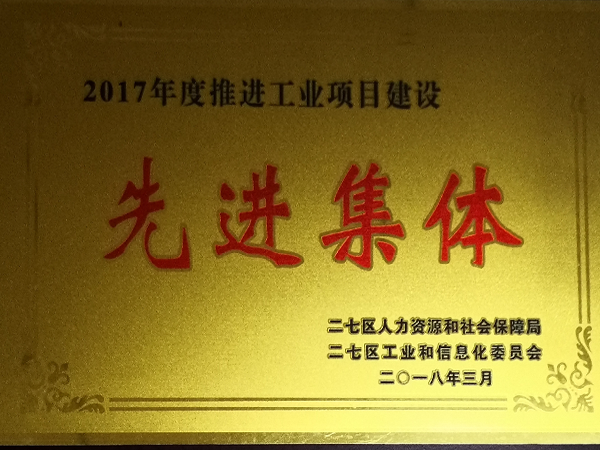 2017年度推进工业项目建设
先进集体
二七区人力资源和社会保障局
二七区工业和信息化委员会
二〇一八年三月